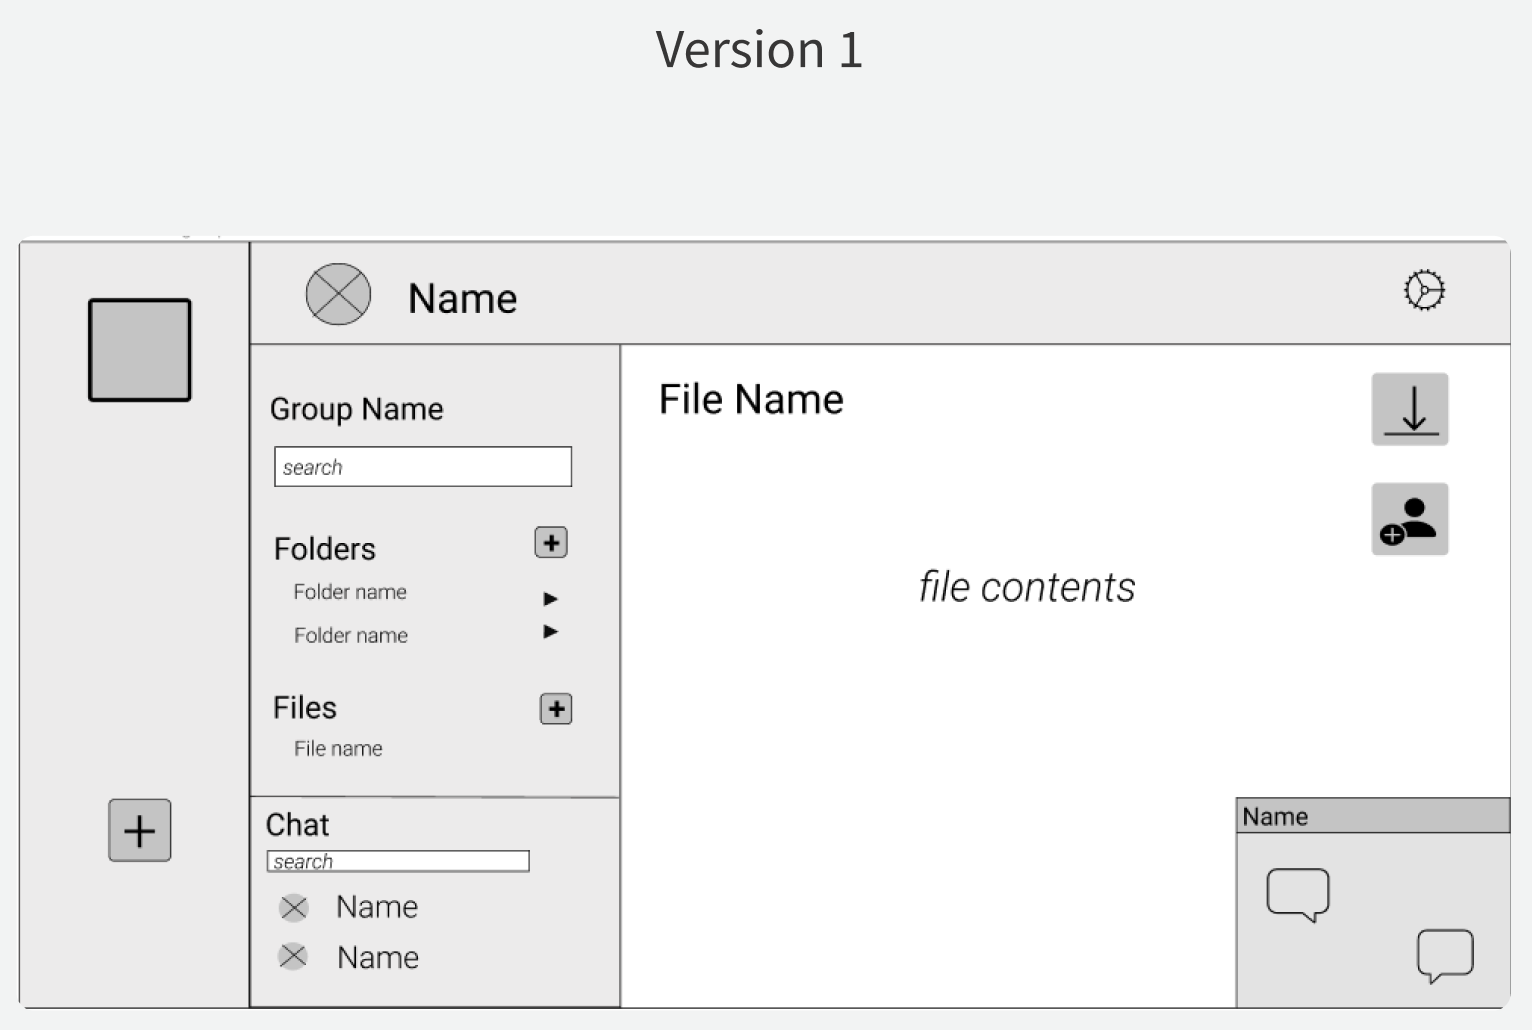 Version 1
Name
Group Name
search
Folders
Folder name
Folder name
Files
File name
Chat
search
Name
Name
File Name
file contents
Name